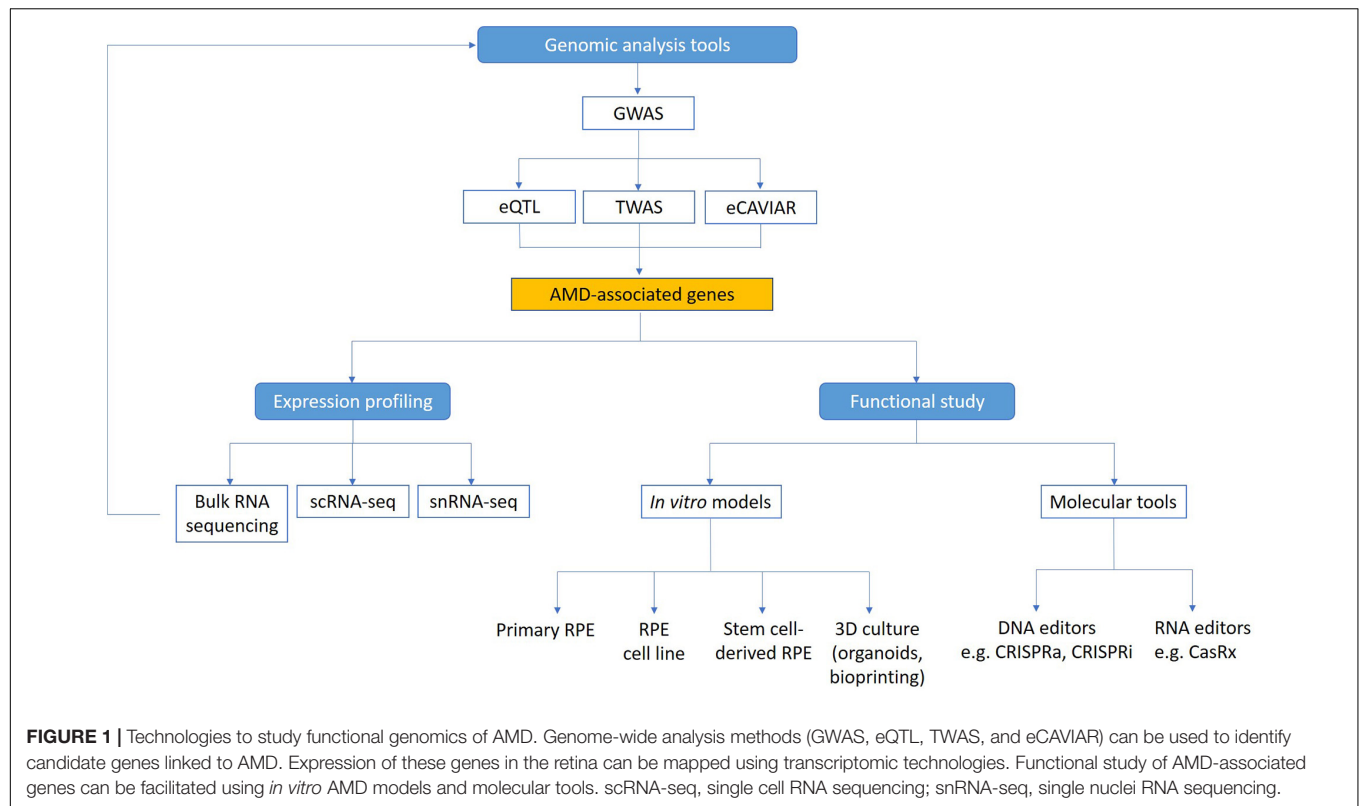 Genomic analysis tools
GWAS
eQTL
TWAS
eCAVIAR
AMD-associated genes
Expression profiling
Functional study
Bulk RNA
sequencing
scRNA-seq
snRNA-seq
In vitro models
Molecular tools
Primary RPE
RPE
cell line
Stem cell-
derived RPE
3D culture
(organoids,
bioprinting)
DNA editors
e.g. CRISPRa, CRISPRi
RNA editors
e.g. CasRx
FIGURE 1 | Technologies to study functional genomics of AMD. Genome-wide analysis methods (GWAS, eQTL, TWAS, and eCAVIAR) can be used to identify
candidate genes linked to AMD. Expression of these genes in the retina can be mapped using transcriptomic technologies. Functional study of AMD-associated
genes can be facilitated using in vitro AMD models and molecular tools. scRNA-seq, single cell RNA sequencing; snRNA-seq, single nuclei RNA sequencing.